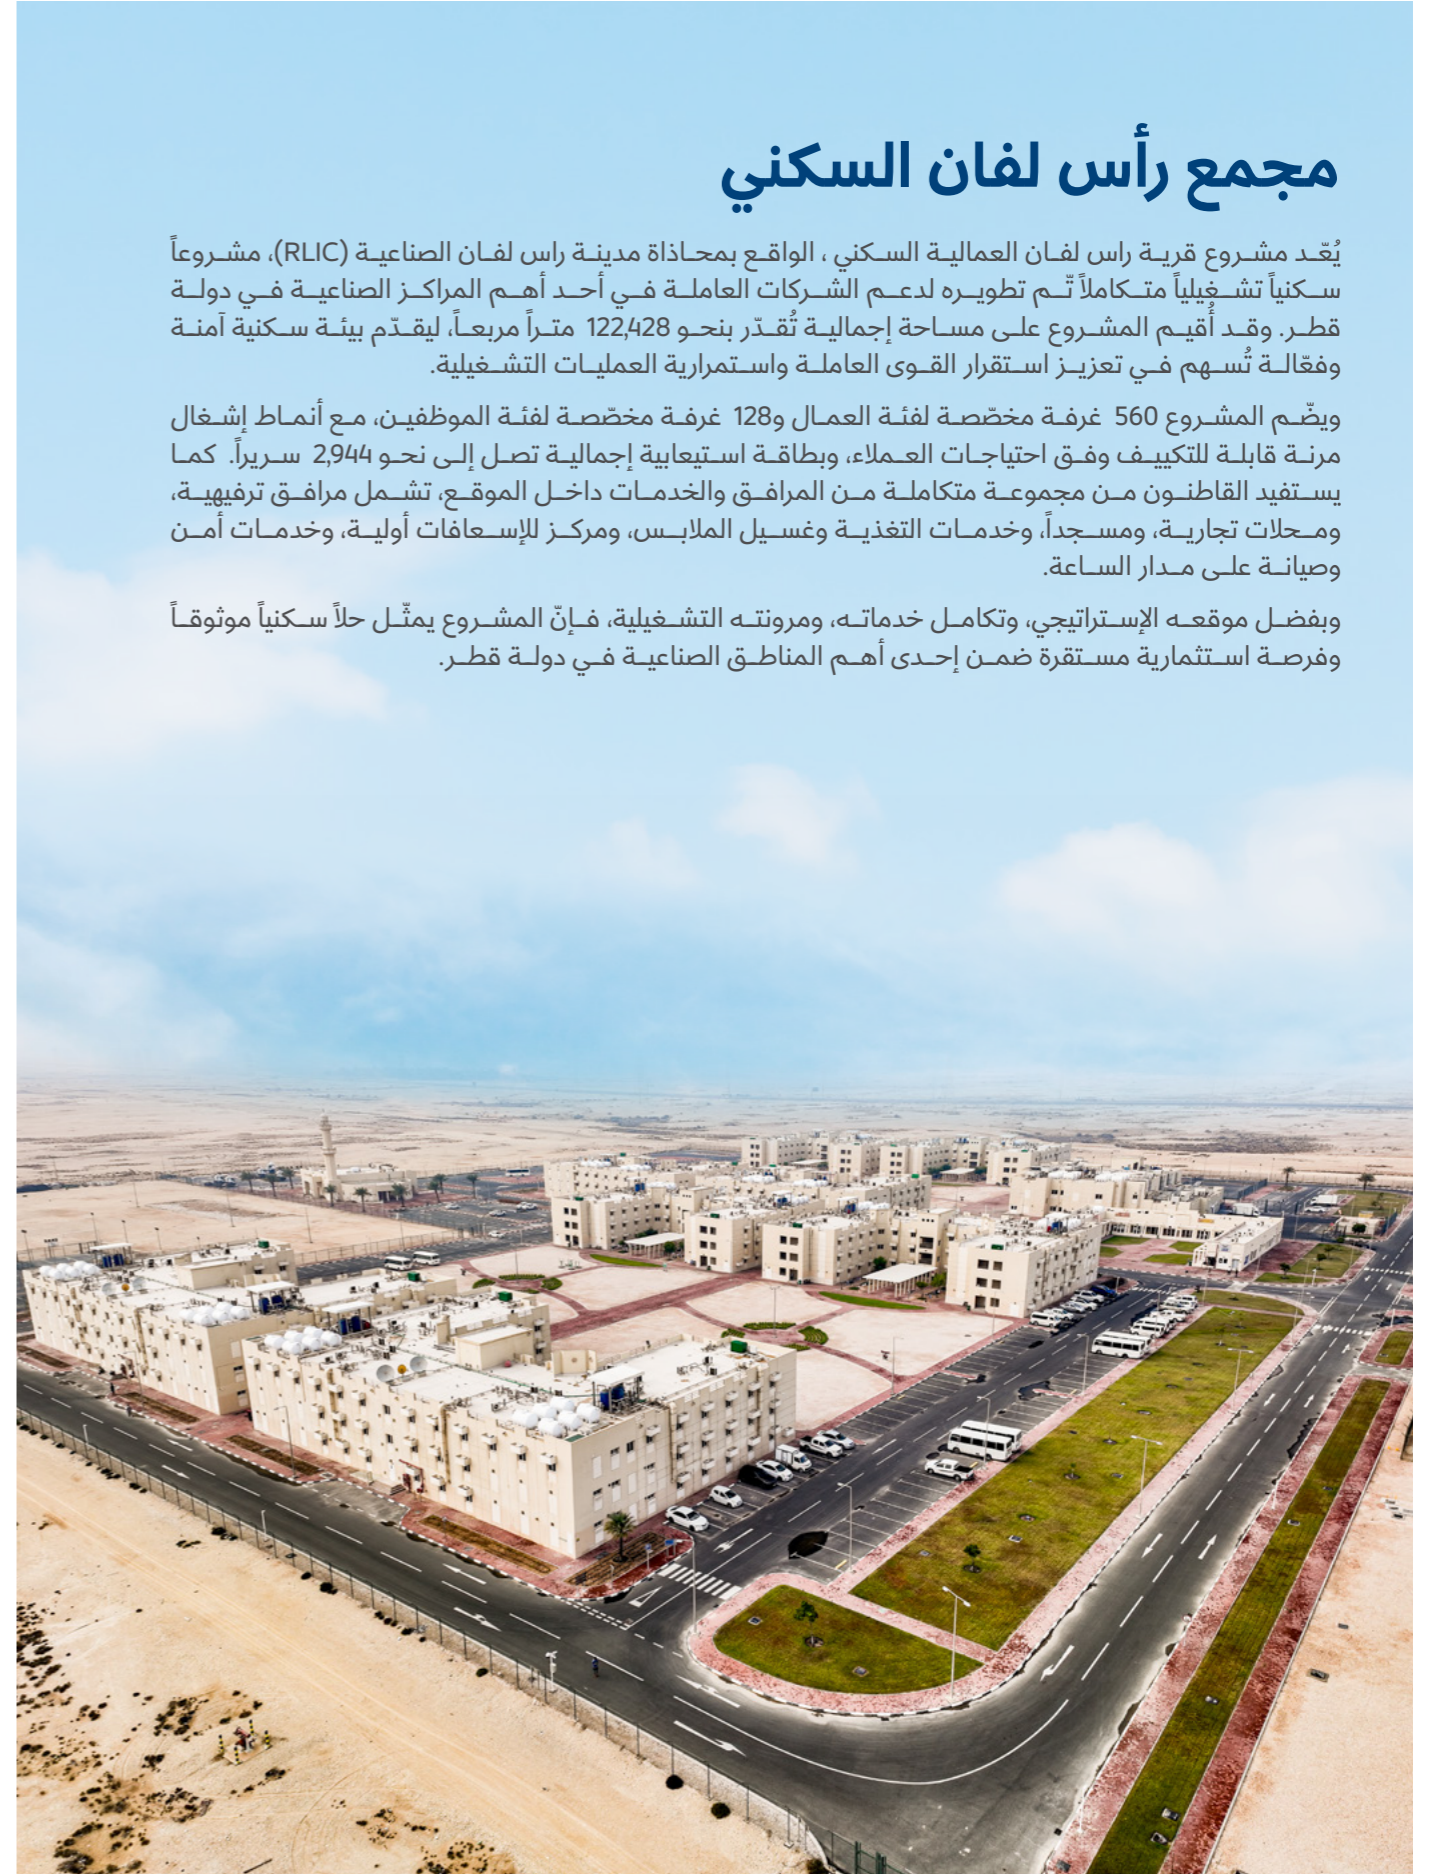 مجمع رأس لفان السكني
يُعّد مشروع قرية راس لفان العمالية السكني ، الواقع بمحاذاة مدينة راس لفان الصناعية (RLIC)، مشروعاً
سكنياً تشغيلياً متكاملاً تّم تطويره لدعم الشركات العاملة في أحد أهم المراكز الصناعية في دولة
قطر. وقد أُقيم المشروع على مساحة إجمالية تُقدّر بنحو 122,428 متراً مربعاً، ليقدّم بيئة سكنية آمنة
وفعّالة تُسهم في تعزيز استقرار القوى العاملة واستمرارية العمليات التشغيلية.
ويضّم المشروع 560 غرفة مخصّصة لفئة العمال و128 غرفة مخصّصة لفئة الموظفين، مع أنماط إشغال
مرنة قابلة للتكييف وفق احتياجات العملاء، وبطاقة استيعابية إجمالية تصل إلى نحو 2,944 سريراً. كما
يستفيد القاطنون من مجموعة متكاملة من المرافق والخدمات داخل الموقع، تشمل مرافق ترفيهية،
ومحلات تجارية، ومسجداً، وخدمات التغذية وغسيل الملابس، ومركز للإسعافات أولية، وخدمات أمن
وصيانة على مدار الساعة.
وبفضل موقعه الإستراتيجي، وتكامل خدماته، ومرونته التشغيلية، فإنّ المشروع يمثّل حلاً سكنياً موثوقاً
وفرصة استثمارية مستقرة ضمن إحدى أهم المناطق الصناعية في دولة قطر.